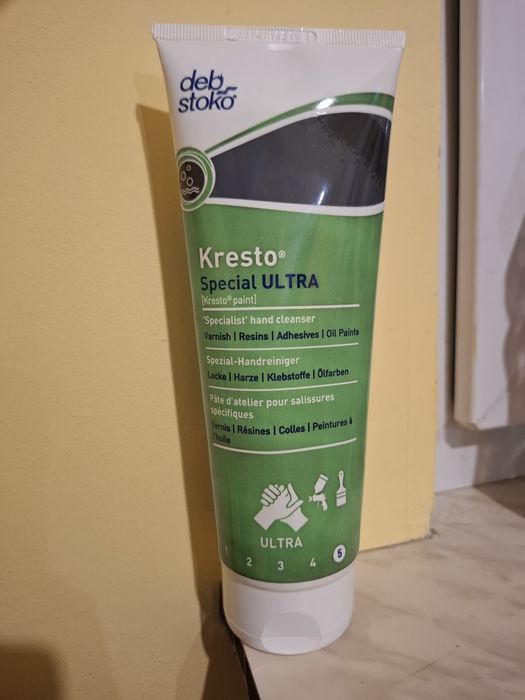 deb
stoko®
Kresto®
Special ULTRA
[Kresto® paint]
'Specialist' hand cleanser
Varnish | Resins | Adhesives | Oil Paints
Spezial-Handreiniger
Lacke | Harze | Klebstoffe | Ölfarben
Pâte d'atelier pour salissures
spécifiques
Vernis | Résines | Colles | Peintures à
l'huile
ULTRA
1 2 3 4 5